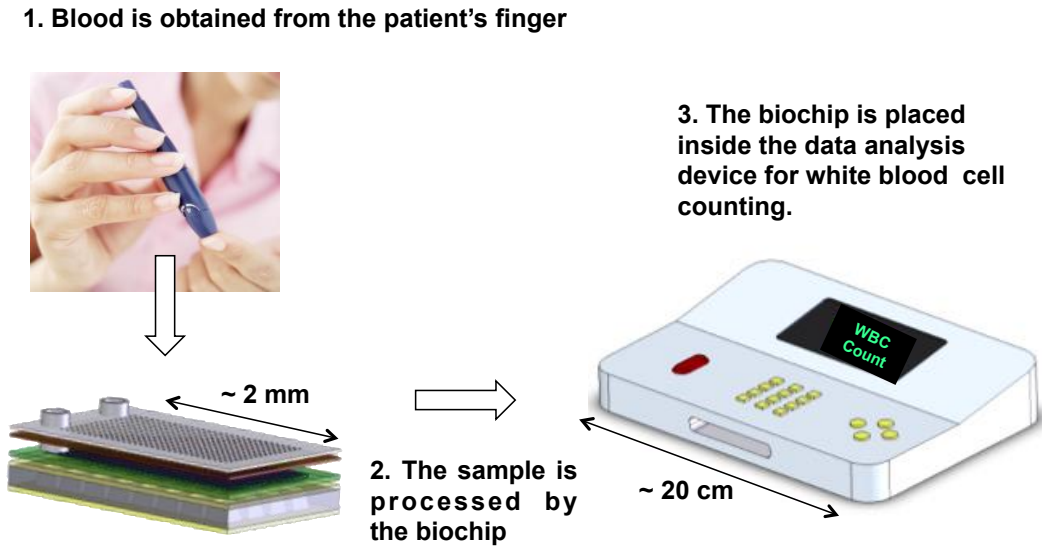 1. Blood is obtained from the patient’s finger
3. The biochip is placed
inside the data analysis
device for white blood cell
counting.
WBC
Count
~ 2 mm
2. The sample is
processed by
the biochip
~ 20 cm